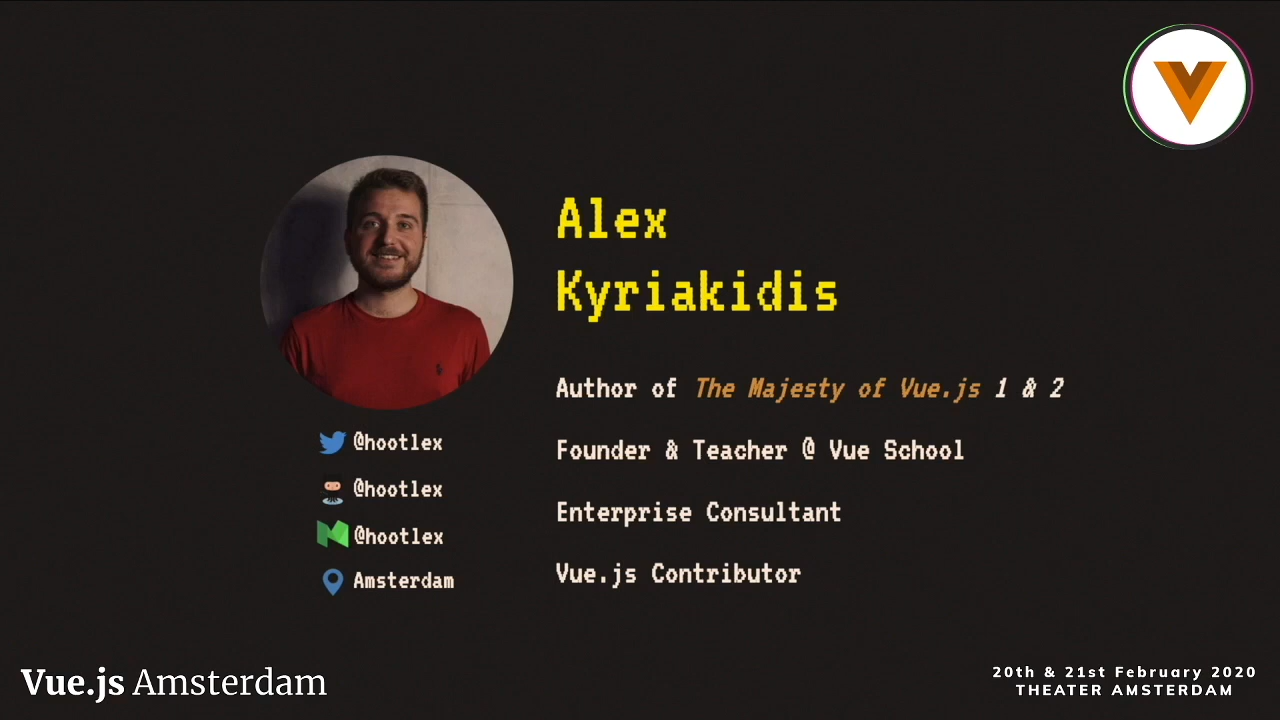 Alex
Kyriakidis
Author of The Majesty of Vue.js 1 & 2
Founder & Teacher @ Vue School
Enterprise Consultant
Vue.js Contributor
@hootlex
@hootlex
@hootlex
Amsterdam
Vue.js Amsterdam
20th & 21st February 2020
THEATER AMSTERDAM